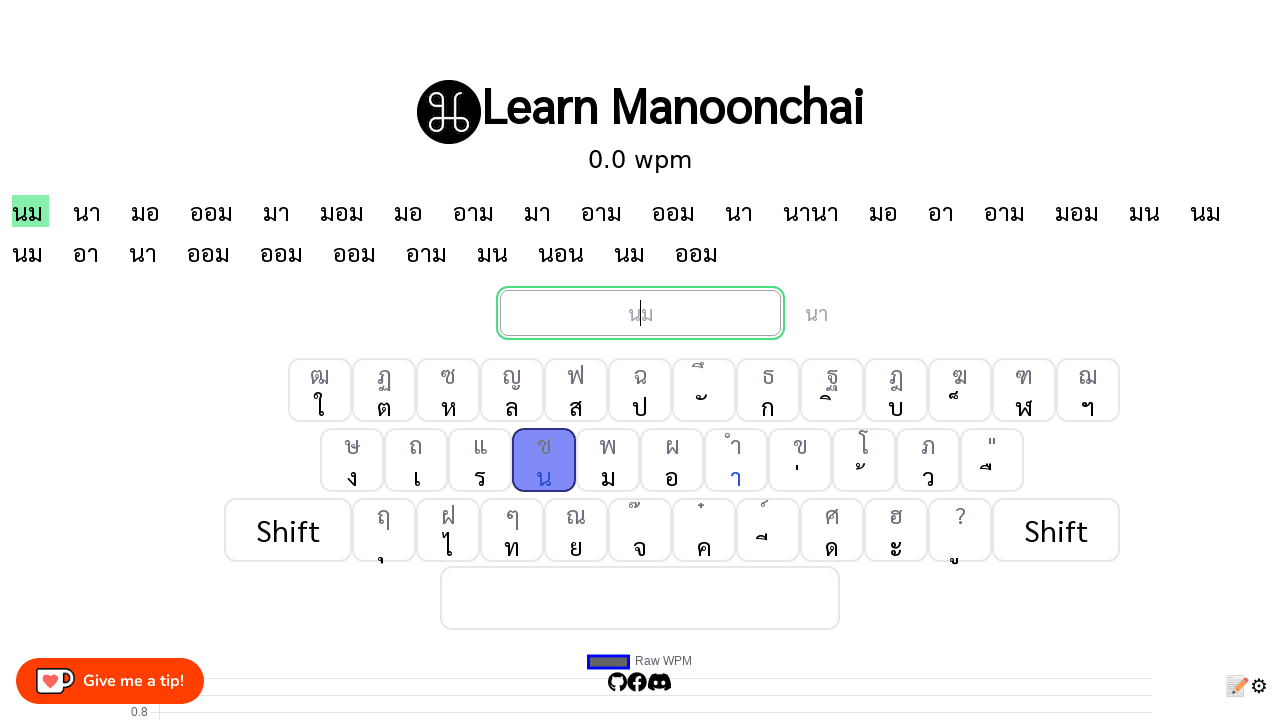 Learn Manoonchai
0.0 wpm
นม นา มอ ออม มา มอม มอ อาม มา อาม ออม นา นานา มอ อา อาม มอม มน นม
นม อา นา ออม ออม ออม อาม มน นอน นม ออม
นม นา
ฒ ฏ ซ ญ ฟ ฉ ึ ธ ฐ ฎ ฆ ฑ ฌ
ใ ต ห ล ส ป ั ก ิ บ ็ ฬ ฯ
ษ ถ แ ช พ ผ ำ ข โ ภ "
ง เ ร น ม อ า ่ ้ ว ื
Shift ฤ ฝ ๆ ณ ๊ ๋ ์ ศ ฮ ? Shift
ุ ไ ท ย จ ค ี ด ะ ู
Raw WPM
Give me a tip!
0.8